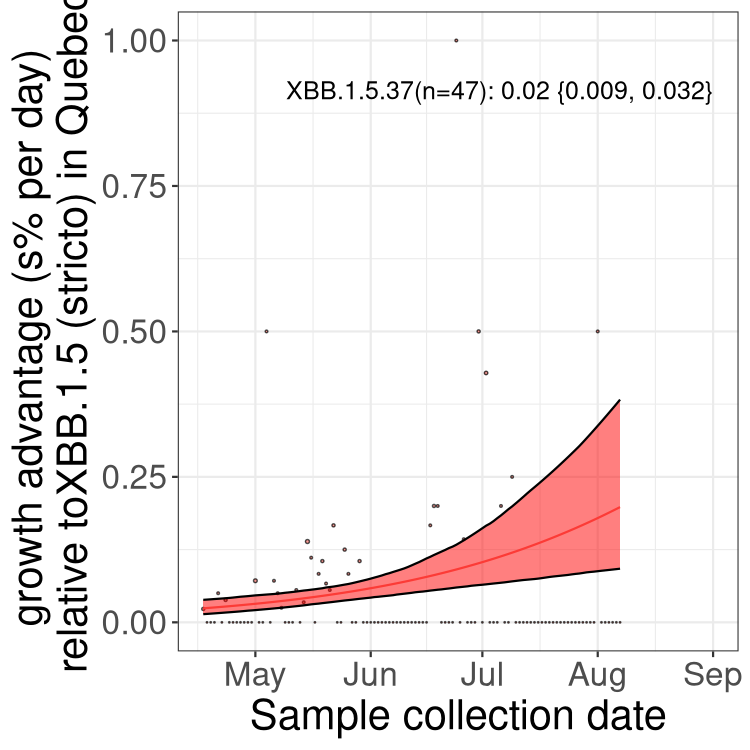 growth advantage (s% per day)
relative toXBB.1.5 (stricto) in Quebec
1.00
XBB.1.5.37(n=47): 0.02 {0.009, 0.032}
0.75
0.50
0.25
0.00
May Jun Jul Aug Sep
Sample collection date